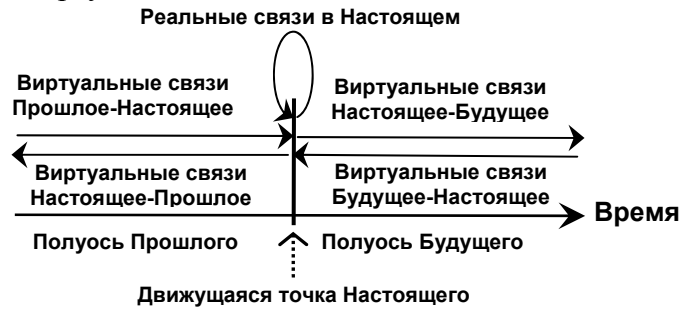 Реальные связи в Настоящем
Виртуальные связи
Прошлое-Настоящее
Виртуальные связи
Настоящее-Будущее
Виртуальные связи
Настоящее-Прошлое
Виртуальные связи
Будущее-Настоящее
Время
Полуось Прошлого
Полуось Будущего
Движущаяся точка Настоящего